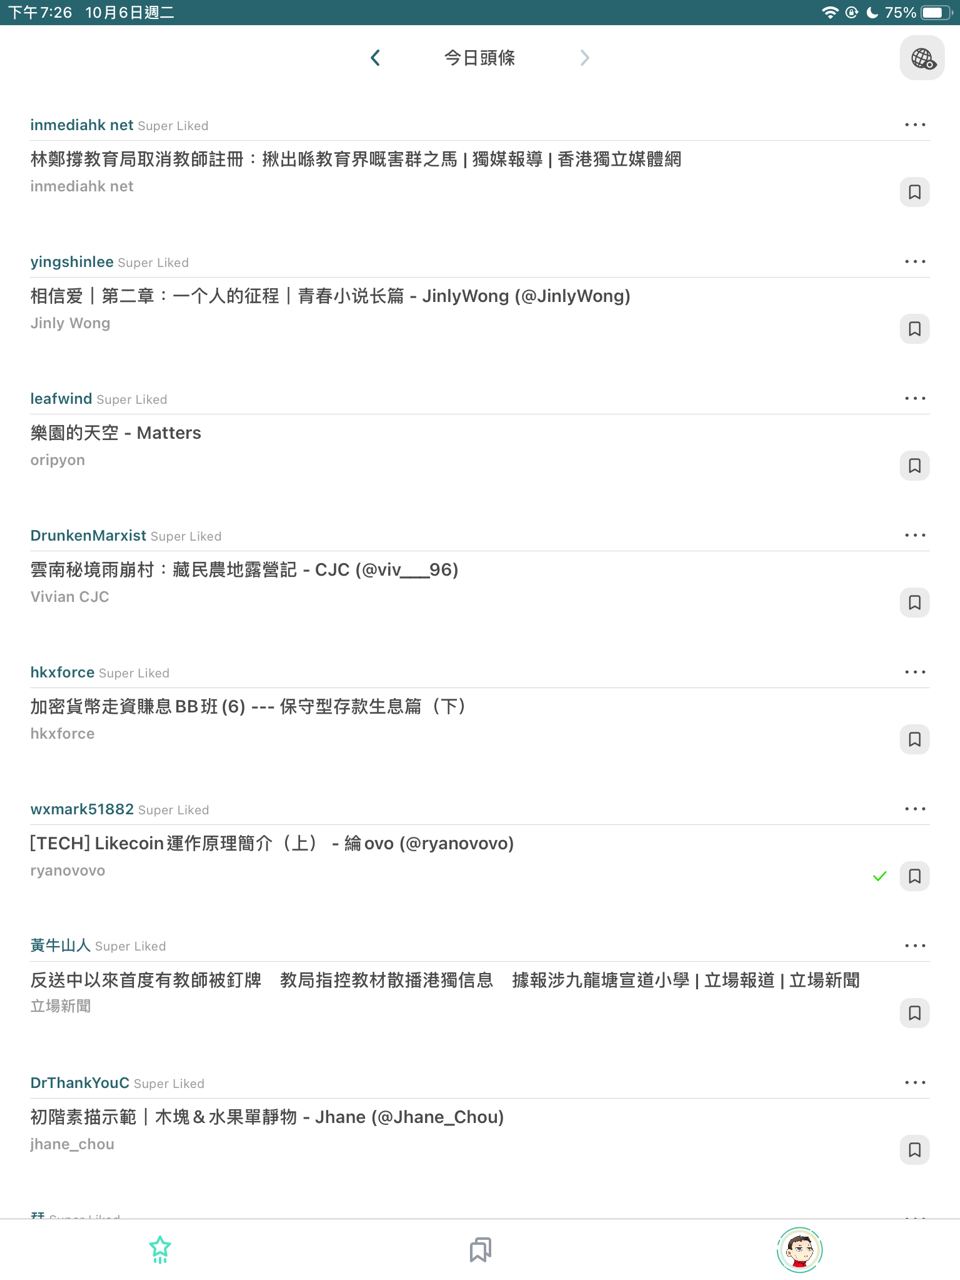 下午7:26 10月6日週二 75%
今日頭條
inmediahk net Super Liked
林鄭撐教育局取消教師註冊：揪出喺教育界嘅害群之馬 | 獨媒報導 | 香港獨立媒體網
inmediahk net
yingshinlee Super Liked
相信爱｜第二章：一个人的征程｜青春小说长篇 - JinlyWong (@JinlyWong)
Jinly Wong
leafwind Super Liked
樂園的天空 - Matters
oripyon
DrunkenMarxist Super Liked
雲南秘境雨崩村：藏民農地露營記 - CJC (@viv___96)
Vivian CJC
hkxforce Super Liked
加密貨幣走資賺息BB班(6) --- 保守型存款生息篇（下）
hkxforce
wxmark51882 Super Liked
[TECH] Likecoin運作原理簡介（上） - 綸ovo (@ryanovovo)
ryanovovo
黃牛山人 Super Liked
反送中以來首度有教師被釘牌　教局指控教材散播港獨信息　據報涉九龍塘宣道小學 | 立場報道 | 立場新聞
立場新聞
DrThankYouC Super Liked
初階素描示範｜木塊＆水果單靜物 - Jhane (@Jhane_Chou)
jhane_chou
Super Liked